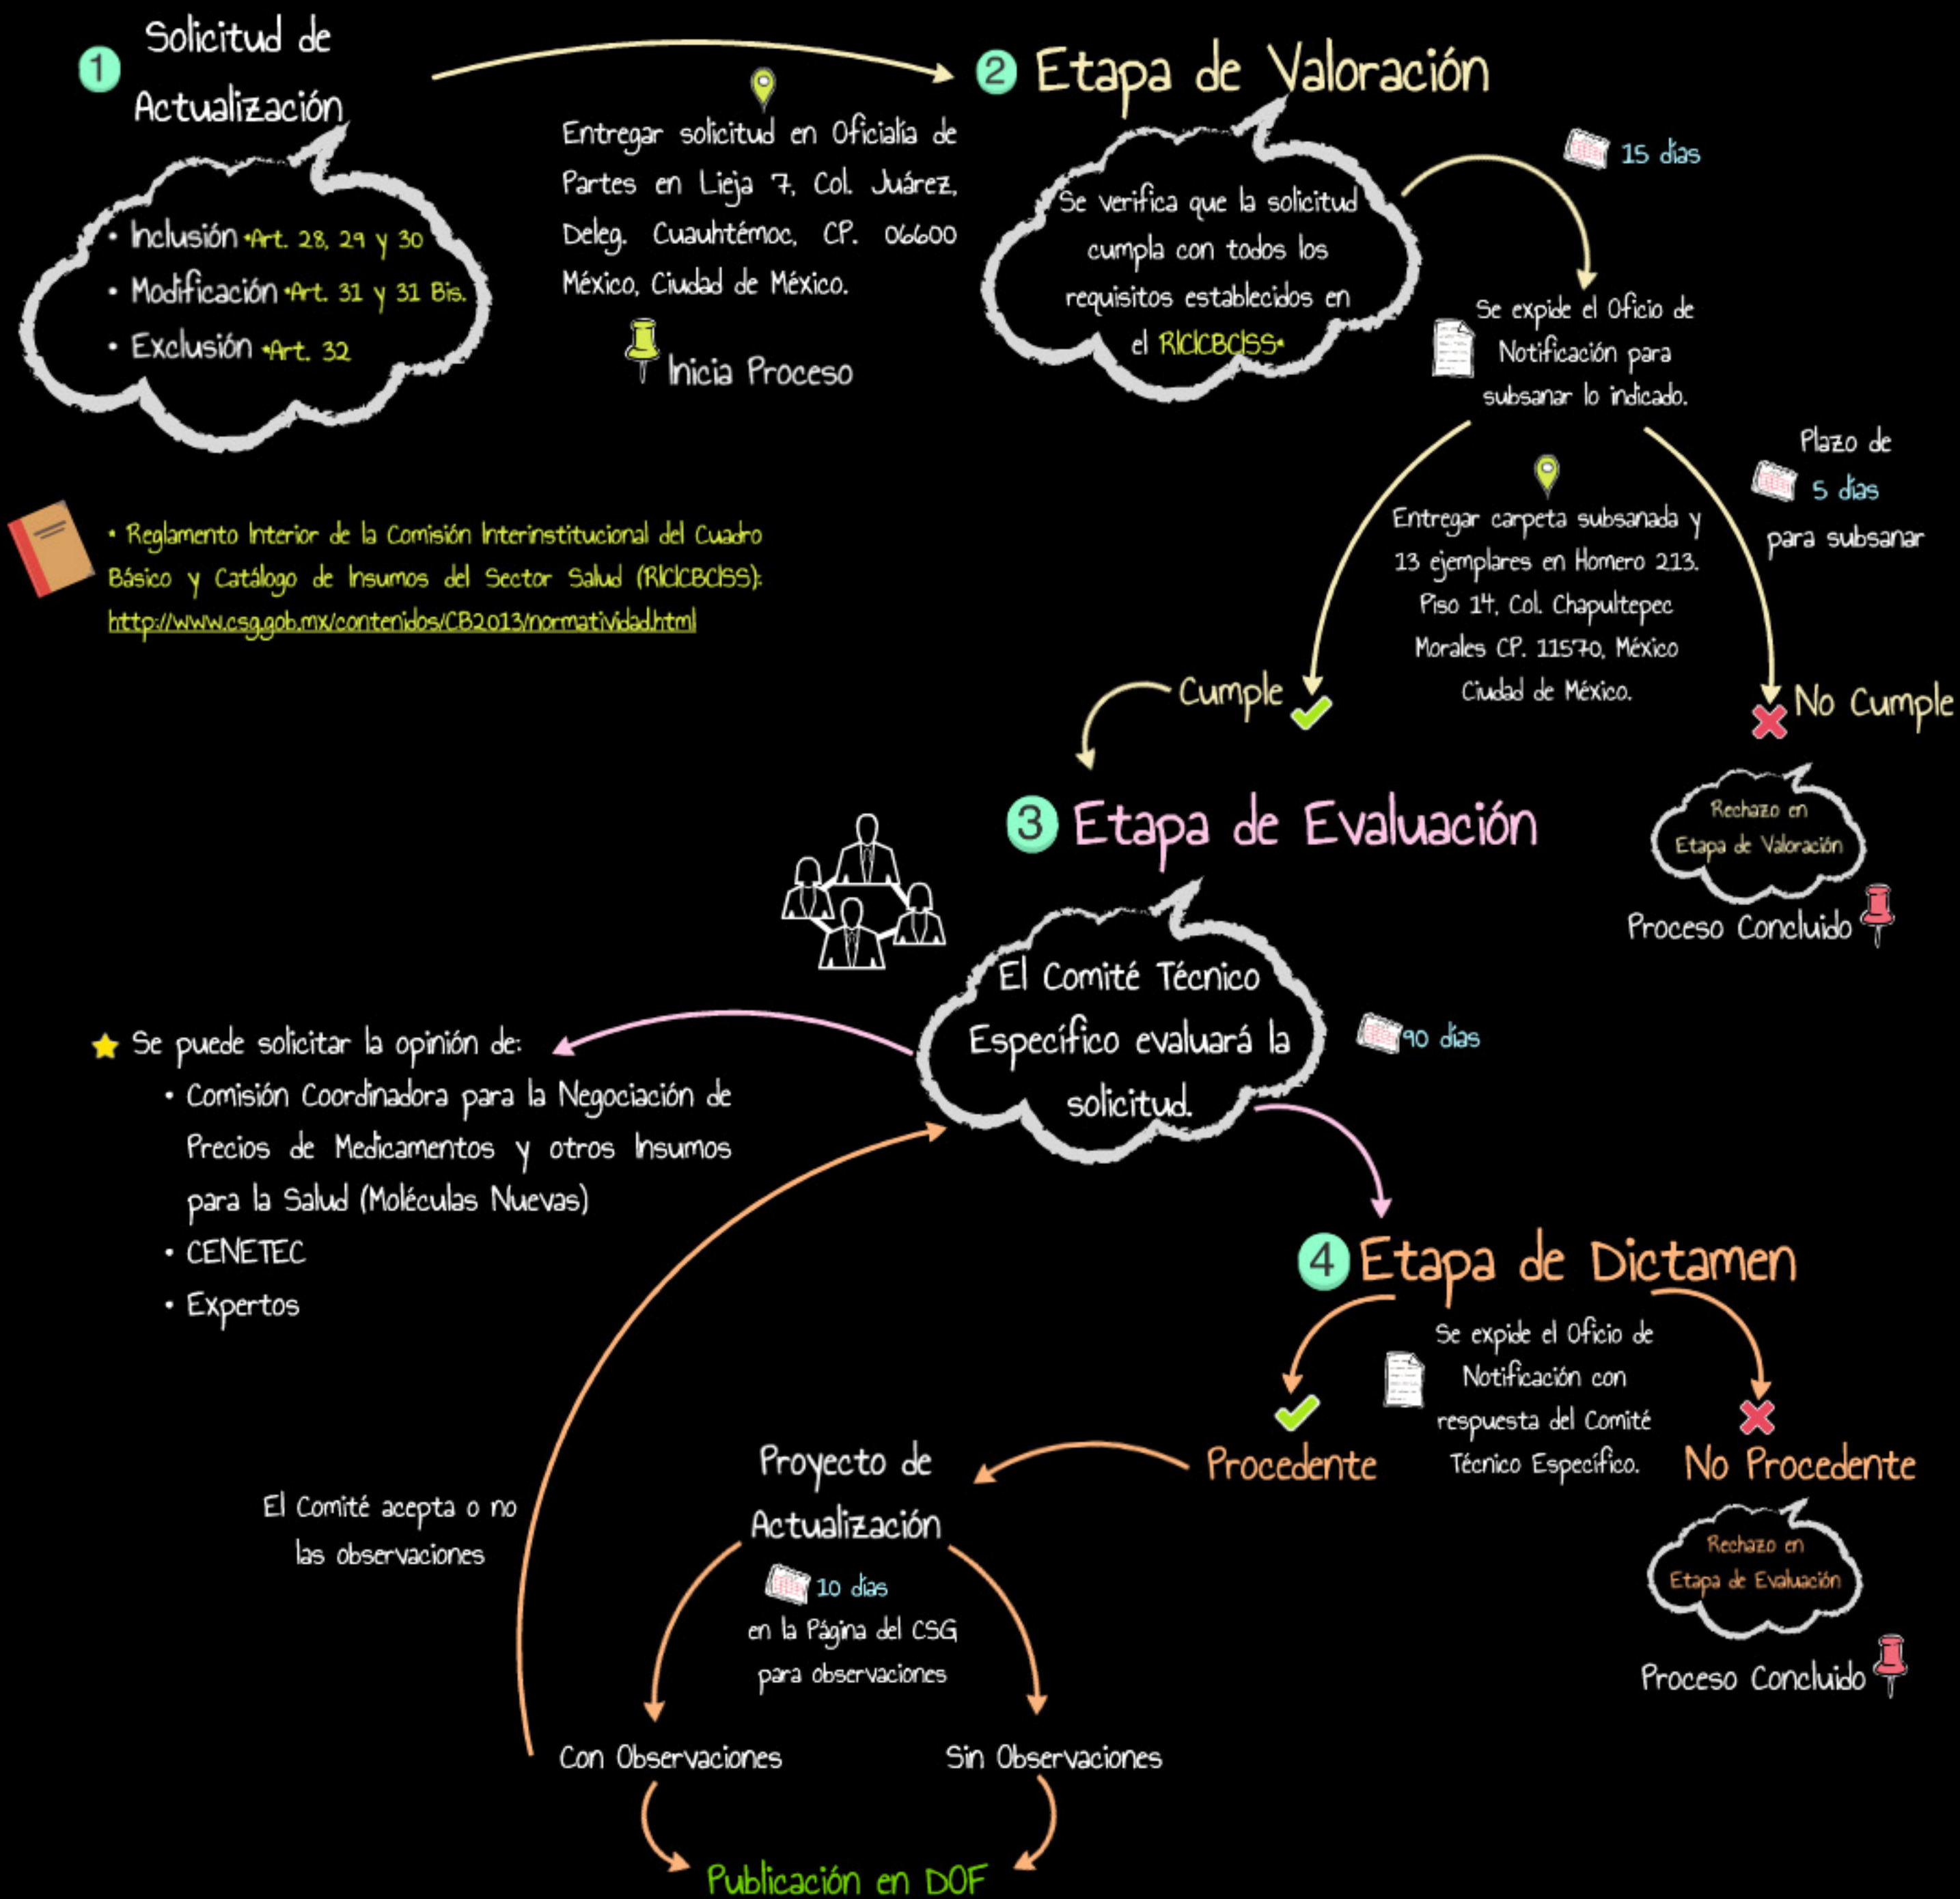 1
Solicitud de
Actualización
• Inclusión *Art. 28, 29 y 30
• Modificación *Art. 31 y 31 Bis.
• Exclusión *Art. 32
Entregar solicitud en Oficialía de
Partes en Lieja 7, Col. Juárez,
Deleg. Cuauhtémoc, CP. 06600
México, Ciudad de México.
Inicia Proceso
* Reglamento Interior de la Comisión Interinstitucional del Cuadro
Básico y Catálogo de Insumos del Sector Salud (RICICBCISS):
http://www.csg.gob.mx/contenidos/CB2013/normatividad.html
2 Etapa de Valoración
Se verifica que la solicitud
cumpla con todos los
requisitos establecidos en
el RICICBCISS*
15 días
Se expide el Oficio de
Notificación para
subsanar lo indicado.
Plazo de
5 días
para subsanar
Entregar carpeta subsanada y
13 ejemplares en Homero 213.
Piso 14, Col. Chapultepec
Morales CP. 11570, México
Ciudad de México.
Cumple
No Cumple
Rechazo en
Etapa de Valoración
Proceso Concluido
3 Etapa de Evaluación
El Comité Técnico
Específico evaluará la
solicitud.
90 días
Se puede solicitar la opinión de:
• Comisión Coordinadora para la Negociación de
Precios de Medicamentos y otros Insumos
para la Salud (Moléculas Nuevas)
• CENETEC
• Expertos
4 Etapa de Dictamen
Se expide el Oficio de
Notificación con
respuesta del Comité
Técnico Específico.
Procedente
No Procedente
Rechazo en
Etapa de Evaluación
Proceso Concluido
Proyecto de
Actualización
10 días
en la Página del CSG
para observaciones
El Comité acepta o no
las observaciones
Con Observaciones
Sin Observaciones
Publicación en DOF